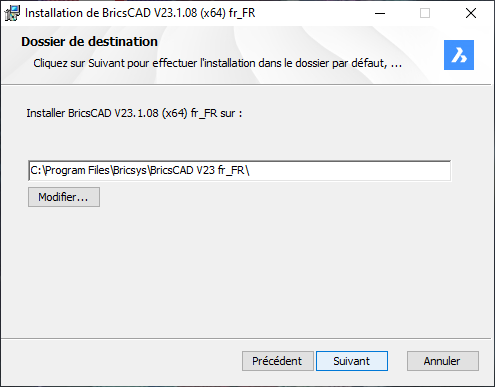 Installation de BricsCAD V23.1.08 (x64) fr_FR
Dossier de destination
Cliquez sur Suivant pour effectuer l'installation dans le dossier par défaut, ...
Installer BricsCAD V23.1.08 (x64) fr_FR sur :
C:\Program Files\Bricsys\BricsCAD V23 fr_FR\
Modifier...
Précédent Suivant Annuler